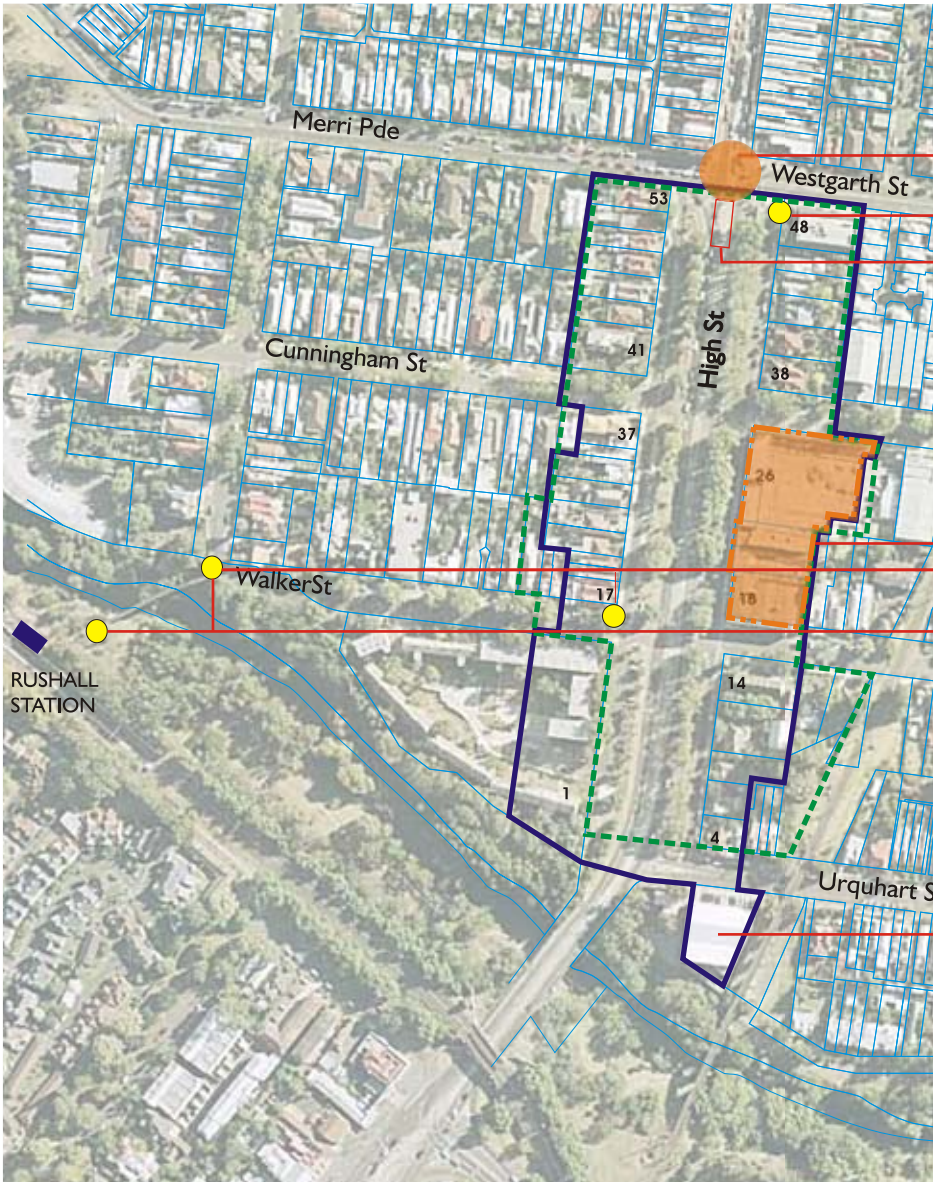 Merri Pde
Westgarth St
53
48
High St
41
Cunningham St
38
37
26
WalkerSt
17
18
RUSHALL
STATION
14
1
4
Urquhart S